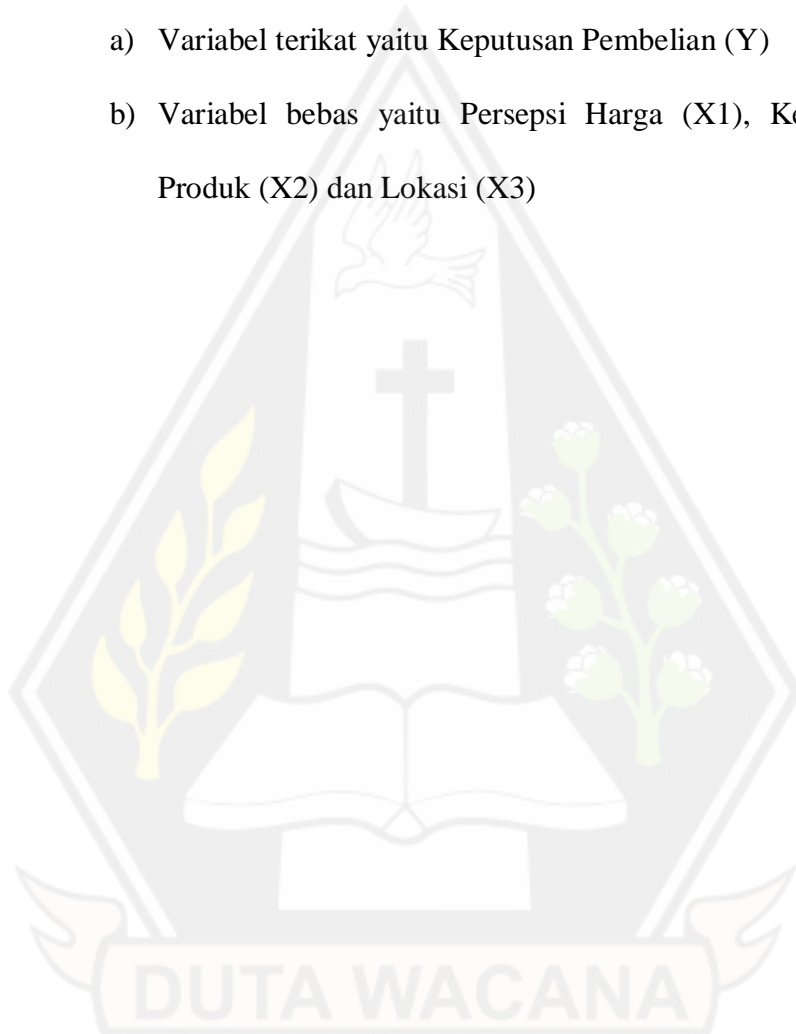 a) Variabel terikat yaitu Keputusan Pembelian (Y)
b) Variabel bebas yaitu Persepsi Harga (X1),
Produk (X2) dan Lokasi (X3)
DUTA WACANA